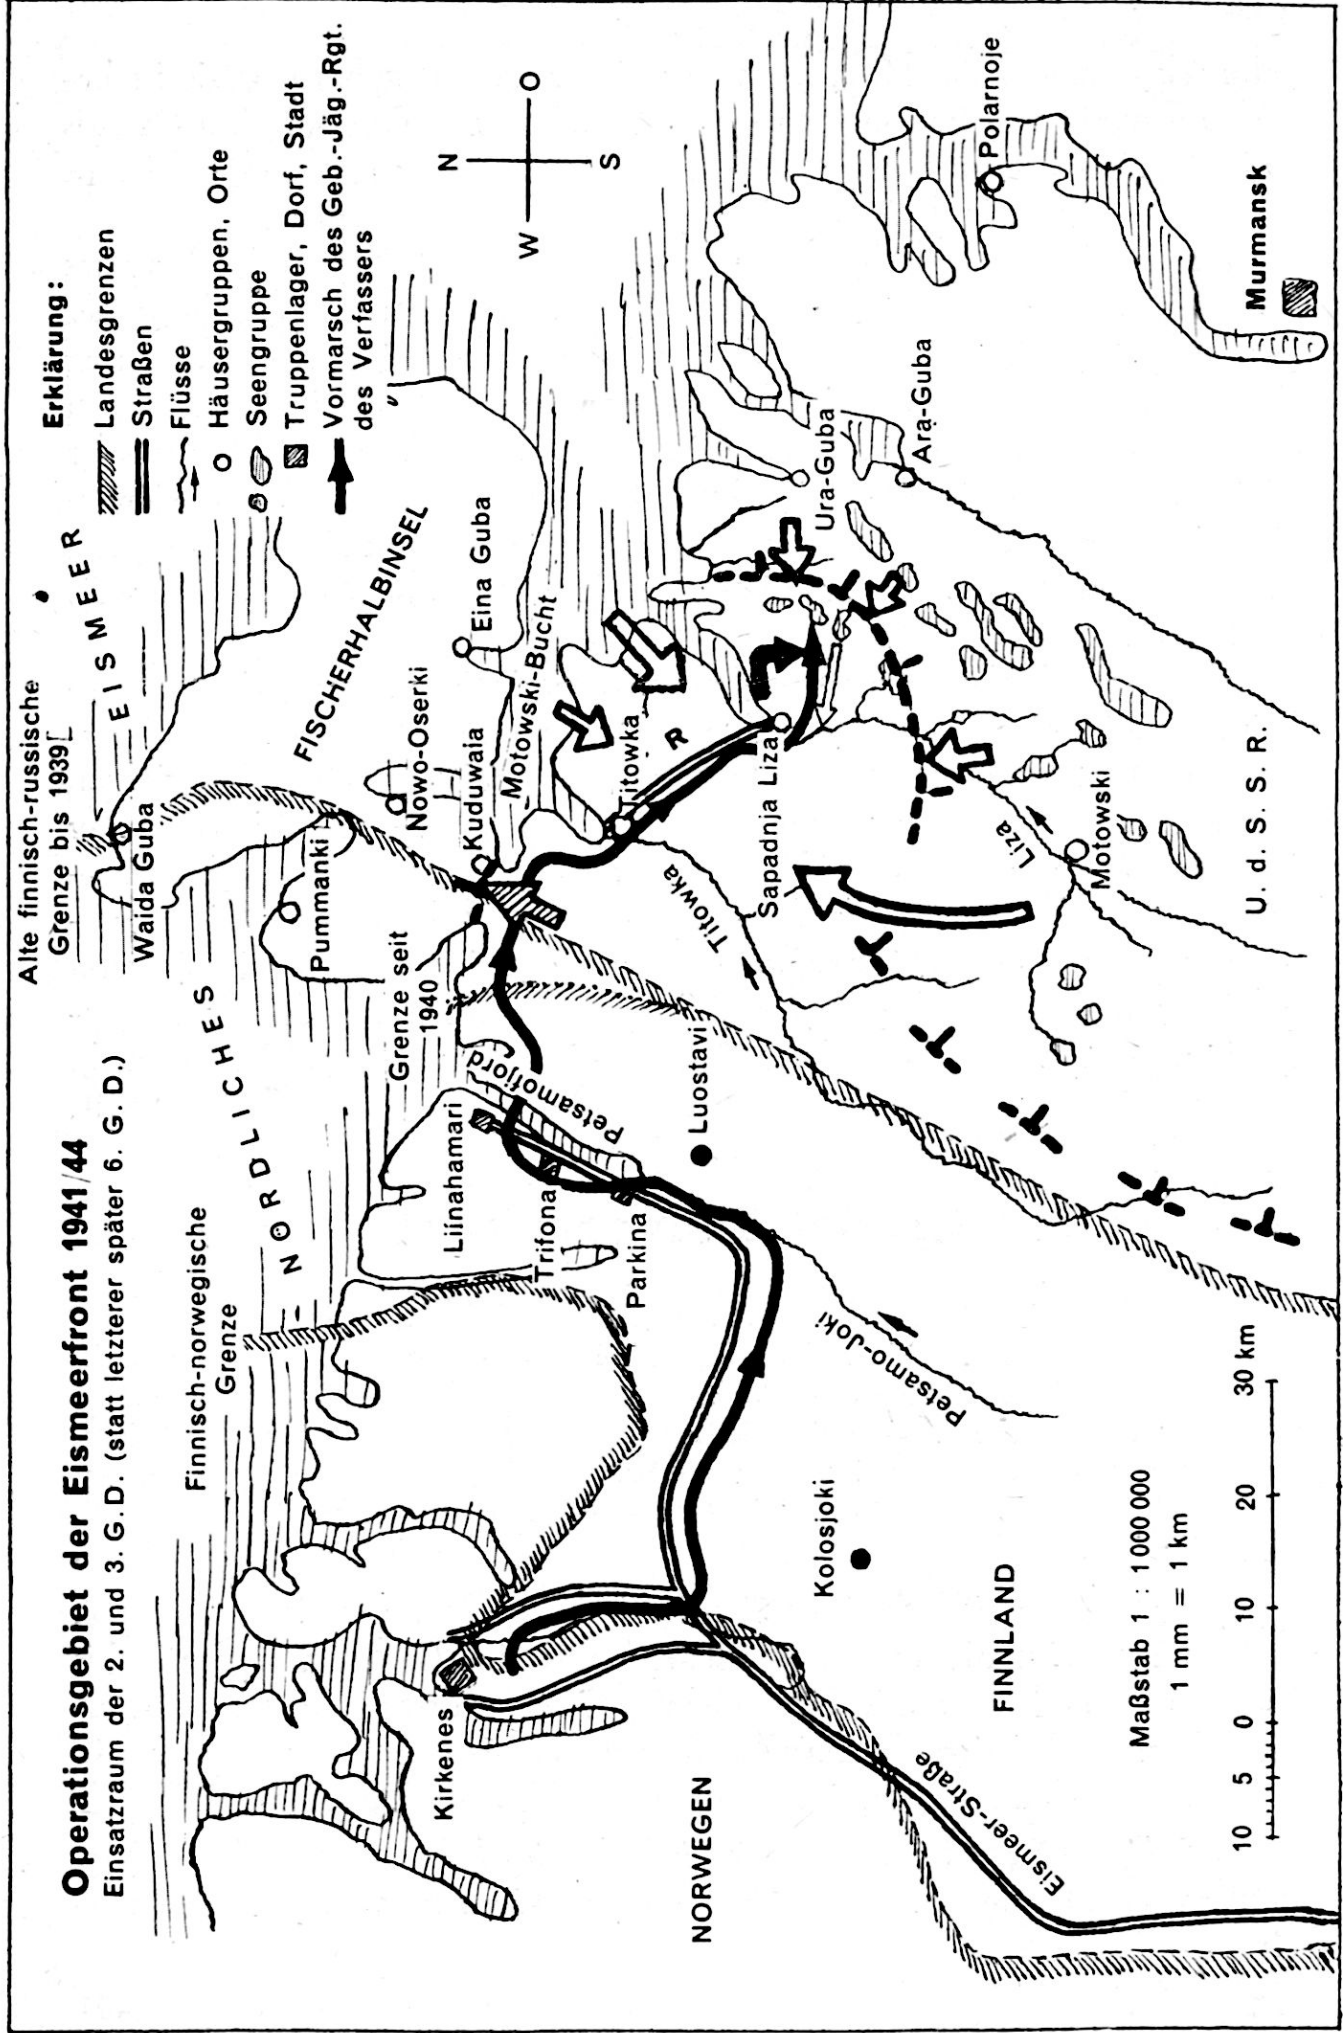 Operationsgebiet der Eismeerfront 1941/44
Einsatzraum der 2. und 3. G.D. (statt letzterer später 6. G. D.)
Alte finnisch-russische
Grenze bis 1939
Erklärung:
Landesgrenzen
Straßen
Flüsse
Häusergruppen, Orte
Seengruppe
Truppenlager, Dorf, Stadt
Vormarsch des Geb.-Jäg.-Rgt.
des Verfassers
N
W O
S
NÖRDLICHES EISMEER
Finnisch-norwegische
Grenze
Waida Guba
Pummanki
FISCHERHALBINSEL
Grenze seit
1940
Nowo-Oserki
Kuduwaia
Eina Guba
Motowski-Bucht
Kirkenes
Liinahamari
Petsamofjord
Trifona
Parkina
Titowka
R
Luostavi
Titowka
Sapadnja Liza
Ura-Guba
Ara-Guba
Polarnoje
Murmansk
NORWEGEN
Kolosjoki
Petsamo-Joki
Liza
Motowski
FINNLAND
Eismeer-Straße
U. d. S. S. R.
Maßstab 1 : 1 000 000
1 mm = 1 km
10 5 0 10 20 30 km